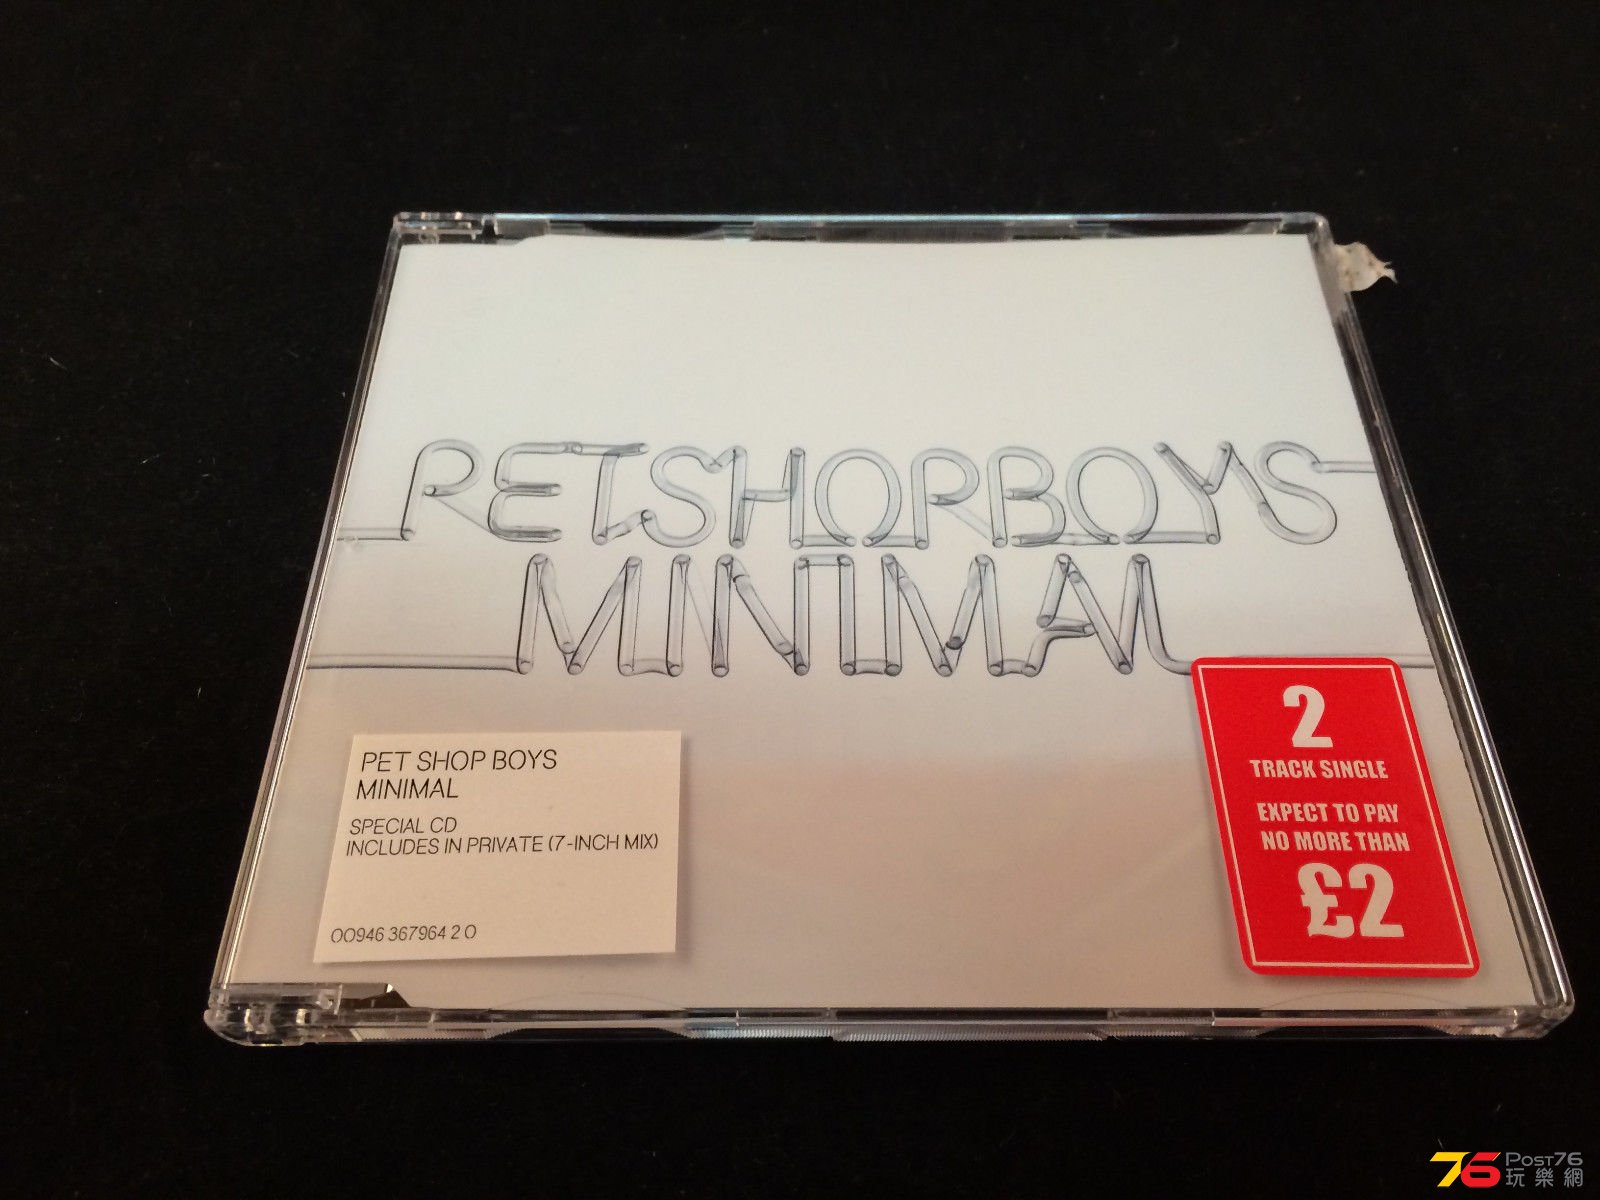 PETSHOPBOYS
MINIMAL
PET SHOP BOYS
MINIMAL
SPECIAL CD
INCLUDES IN PRIVATE (7-INCH MIX)
00946 367964 2 0
2
TRACK SINGLE
EXPECT TO PAY
NO MORE THAN
£2
76 POST76
玩樂網